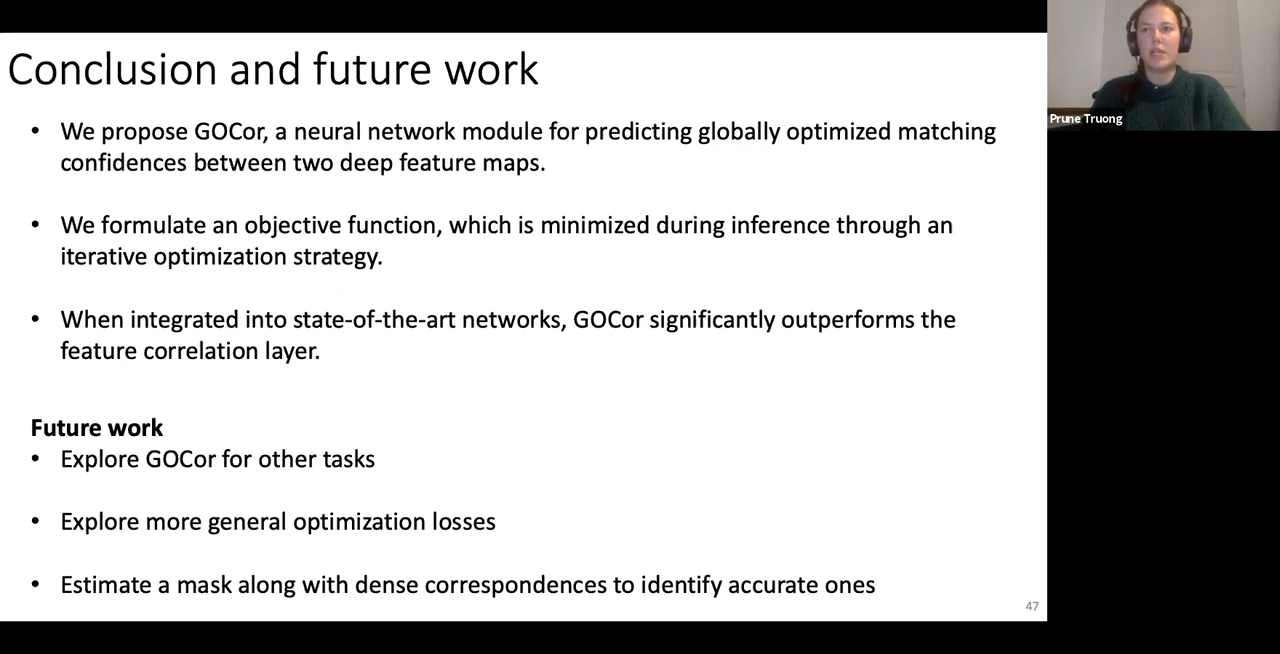 Conclusion and future work
• We propose GOCor, a neural network module for predicting globally optimized matching
confidences between two deep feature maps.
• We formulate an objective function, which is minimized during inference through an
iterative optimization strategy.
• When integrated into state-of-the-art networks, GOCor significantly outperforms the
feature correlation layer.
Future work
• Explore GOCor for other tasks
• Explore more general optimization losses
• Estimate a mask along with dense correspondences to identify accurate ones
47
Prune Truong